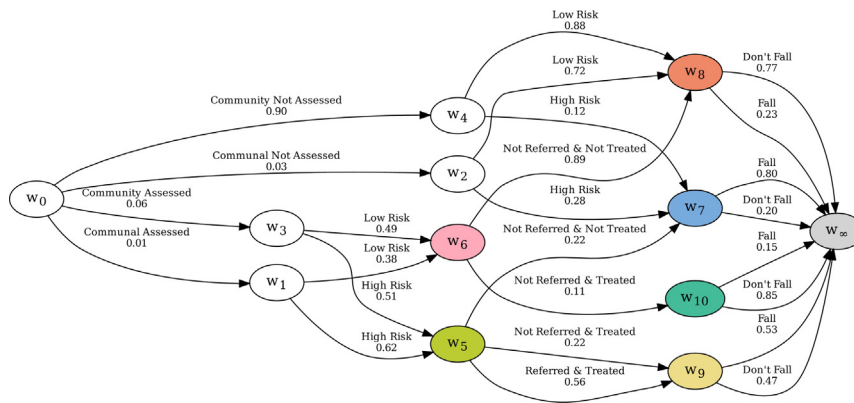 Low Risk
0.88
Don't Fall
0.77
Low Risk
0.72
w8
Community Not Assessed
0.90
High Risk
0.12
Fall
0.23
w4
Not Referred & Not Treated
0.89
Communal Not Assessed
0.03
w2
Fall
0.80
High Risk
0.28
w0
Community Assessed
0.06
w7
Don't Fall
0.20
Low Risk
0.49
w3
w6
Not Referred & Not Treated
0.22
w∞
Communal Assessed
0.01
Low Risk
0.38
Fall
0.15
w1
High Risk
0.51
Not Referred & Treated
0.11
w10
Don't Fall
0.85
High Risk
0.62
w5
Not Referred & Treated
0.22
Fall
0.53
Referred & Treated
0.56
w9
Don't Fall
0.47